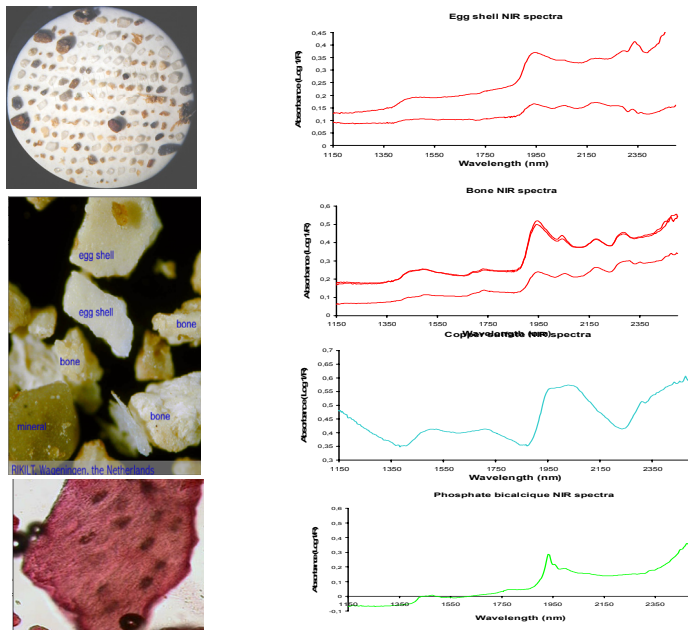 egg shell
egg shell
bone
bone
bone
mineral
RIKILT, Wageningen, the Netherlands
Egg shell NIR spectra
Absorbance (Log 1/R)
0,45
0,4
0,35
0,3
0,25
0,2
0,15
0,1
0,05
0
1150 1350 1550 1750 1950 2150 2350
Wavelength (nm)
Bone NIR spectra
Absorbance (Log 1/R)
0,6
0,5
0,4
0,3
0,2
0,1
0
1150 1350 1550 1750 1950 2150 2350
Wavelength (nm)
Copper sulfate NIR spectra
Absorbance (Log 1/R)
0,7
0,6
0,55
0,5
0,45
0,4
0,35
0,3
1150 1350 1550 1750 1950 2150 2350
Wavelength (nm)
Phosphate bicalcique NIR spectra
Absorbance (Log 1/R)
0,6
0,5
0,4
0,3
0,2
0,1
0
-0,1
1150 1350 1550 1750 1950 2150 2350
Wavelength (nm)